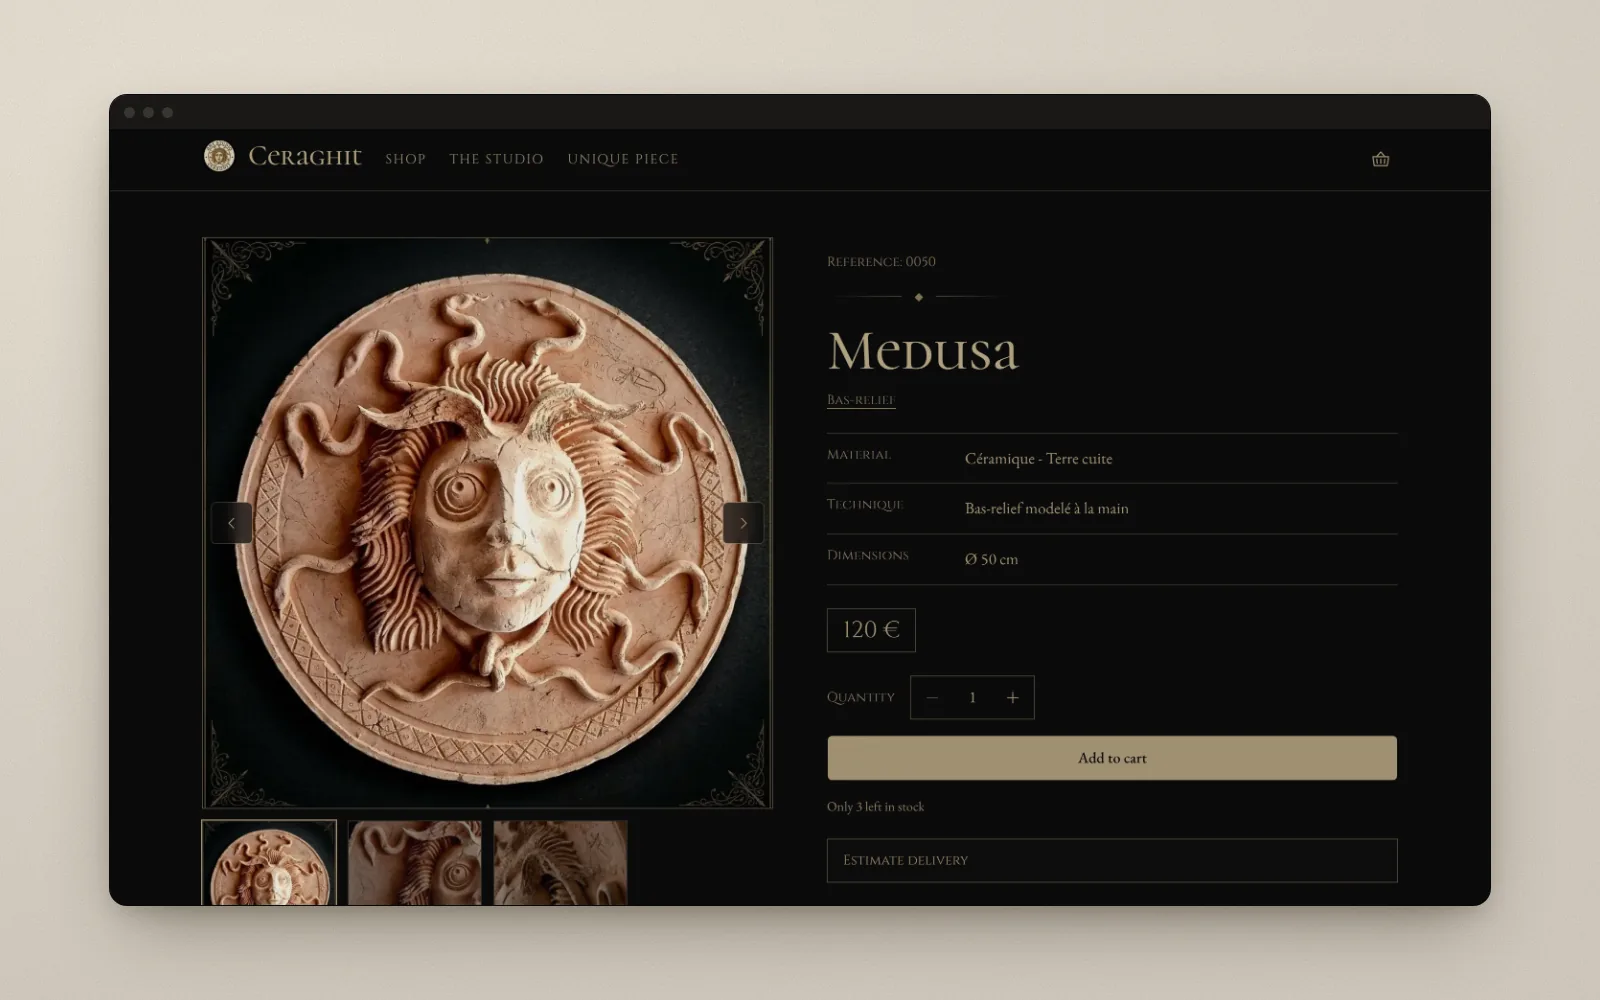 Ceraghit SHOP THE STUDIO UNIQUE PIECE
Reference: 0050
Medusa
Bas-relief
Material Céramique - Terre cuite
Technique Bas-relief modelé à la main
Dimensions Ø 50 cm
120 €
Quantity − 1 +
Add to cart
Only 3 left in stock
Estimate delivery